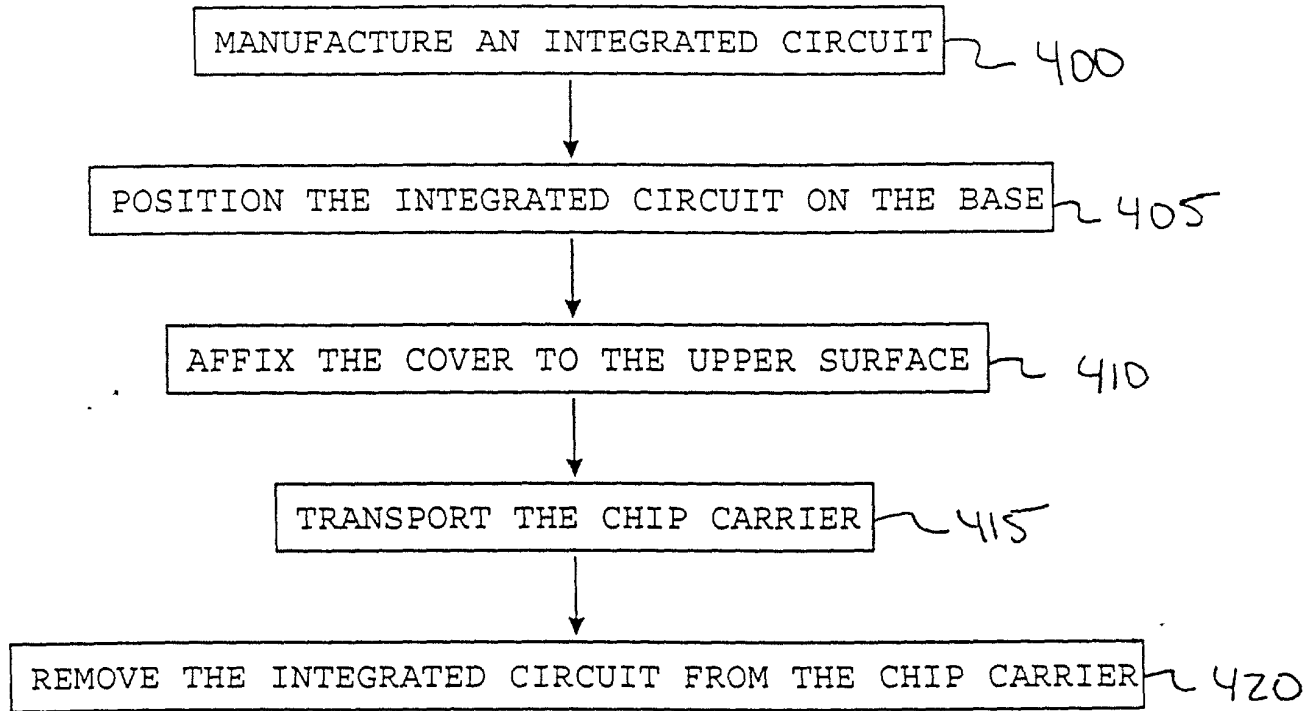 MANUFACTURE AN INTEGRATED CIRCUIT 400
POSITION THE INTEGRATED CIRCUIT ON THE BASE 405
AFFIX THE COVER TO THE UPPER SURFACE 410
TRANSPORT THE CHIP CARRIER 415
REMOVE THE INTEGRATED CIRCUIT FROM THE CHIP CARRIER 420